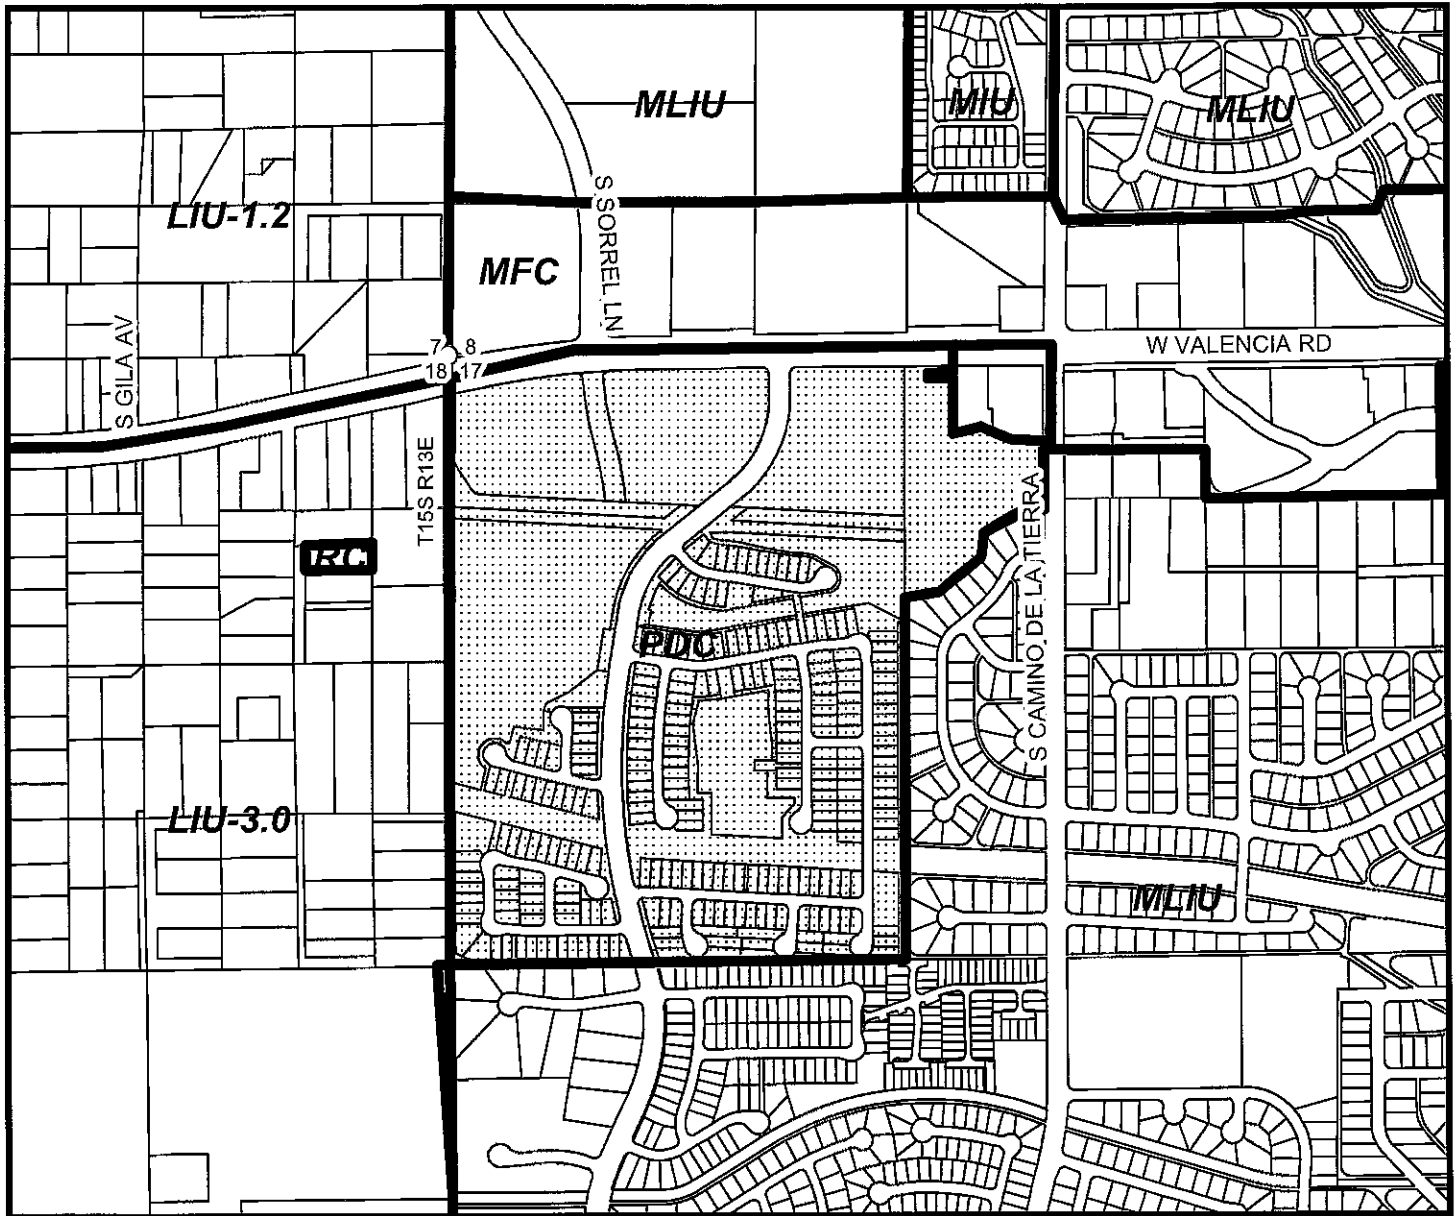 MLIU
MIU
MLIU
LIU-1.2
S SORREL LN
MFC
S GILA AV
7 8
18 17
W VALENCIA RD
T15S R13E
S CAMINO DE LA TIERRA
RC
PDC
LIU-3.0
MLIU